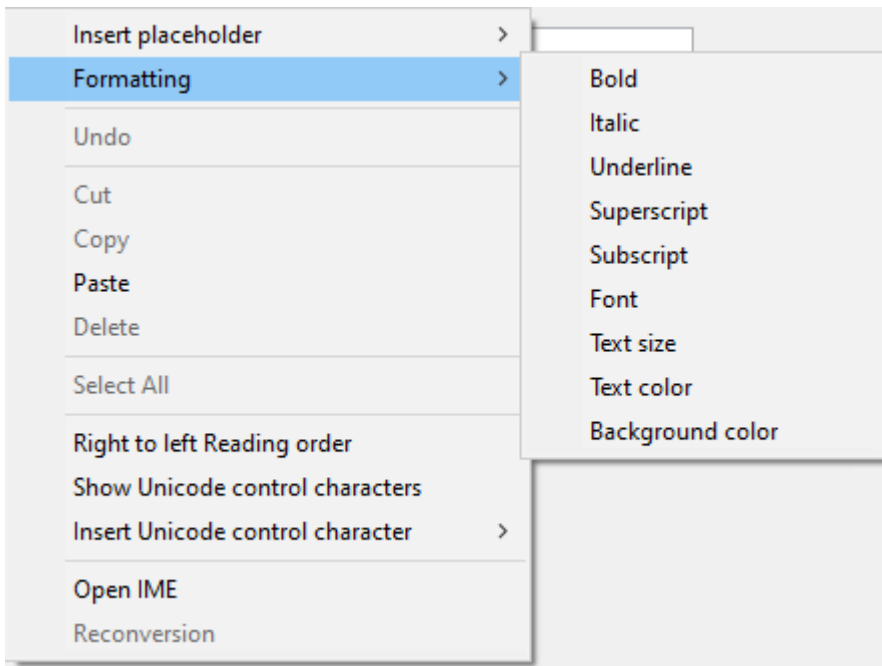 Insert placeholder
Formatting
Undo
Cut
Copy
Paste
Delete
Select All
Right to left Reading order
Show Unicode control characters
Insert Unicode control character
Open IME
Reconversion
Bold
Italic
Underline
Superscript
Subscript
Font
Text size
Text color
Background color